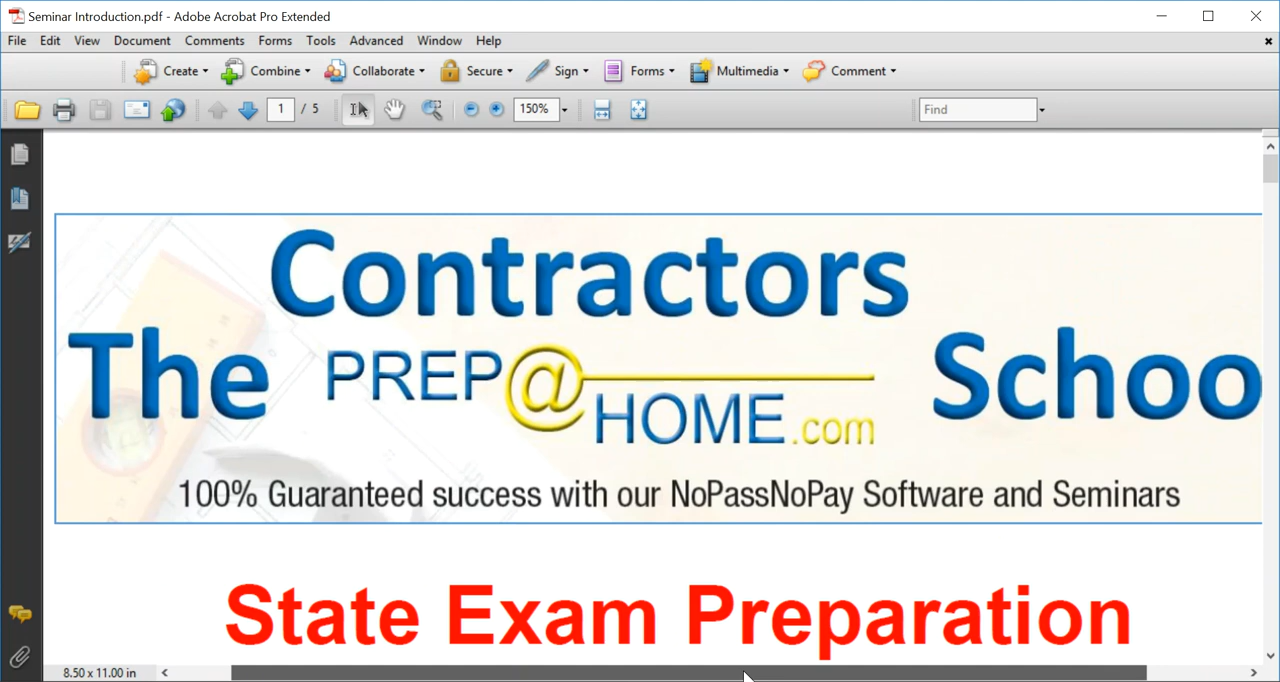 Seminar Introduction.pdf - Adobe Acrobat Pro Extended
File Edit View Document Comments Forms Tools Advanced Window Help
Create Combine Collaborate Secure Sign Forms Multimedia Comment
1 / 5 150% Find
Contractors
The PREP@HOME.com Schoo
100% Guaranteed success with our NoPassNoPay Software and Seminars
State Exam Preparation
8.50 x 11.00 in